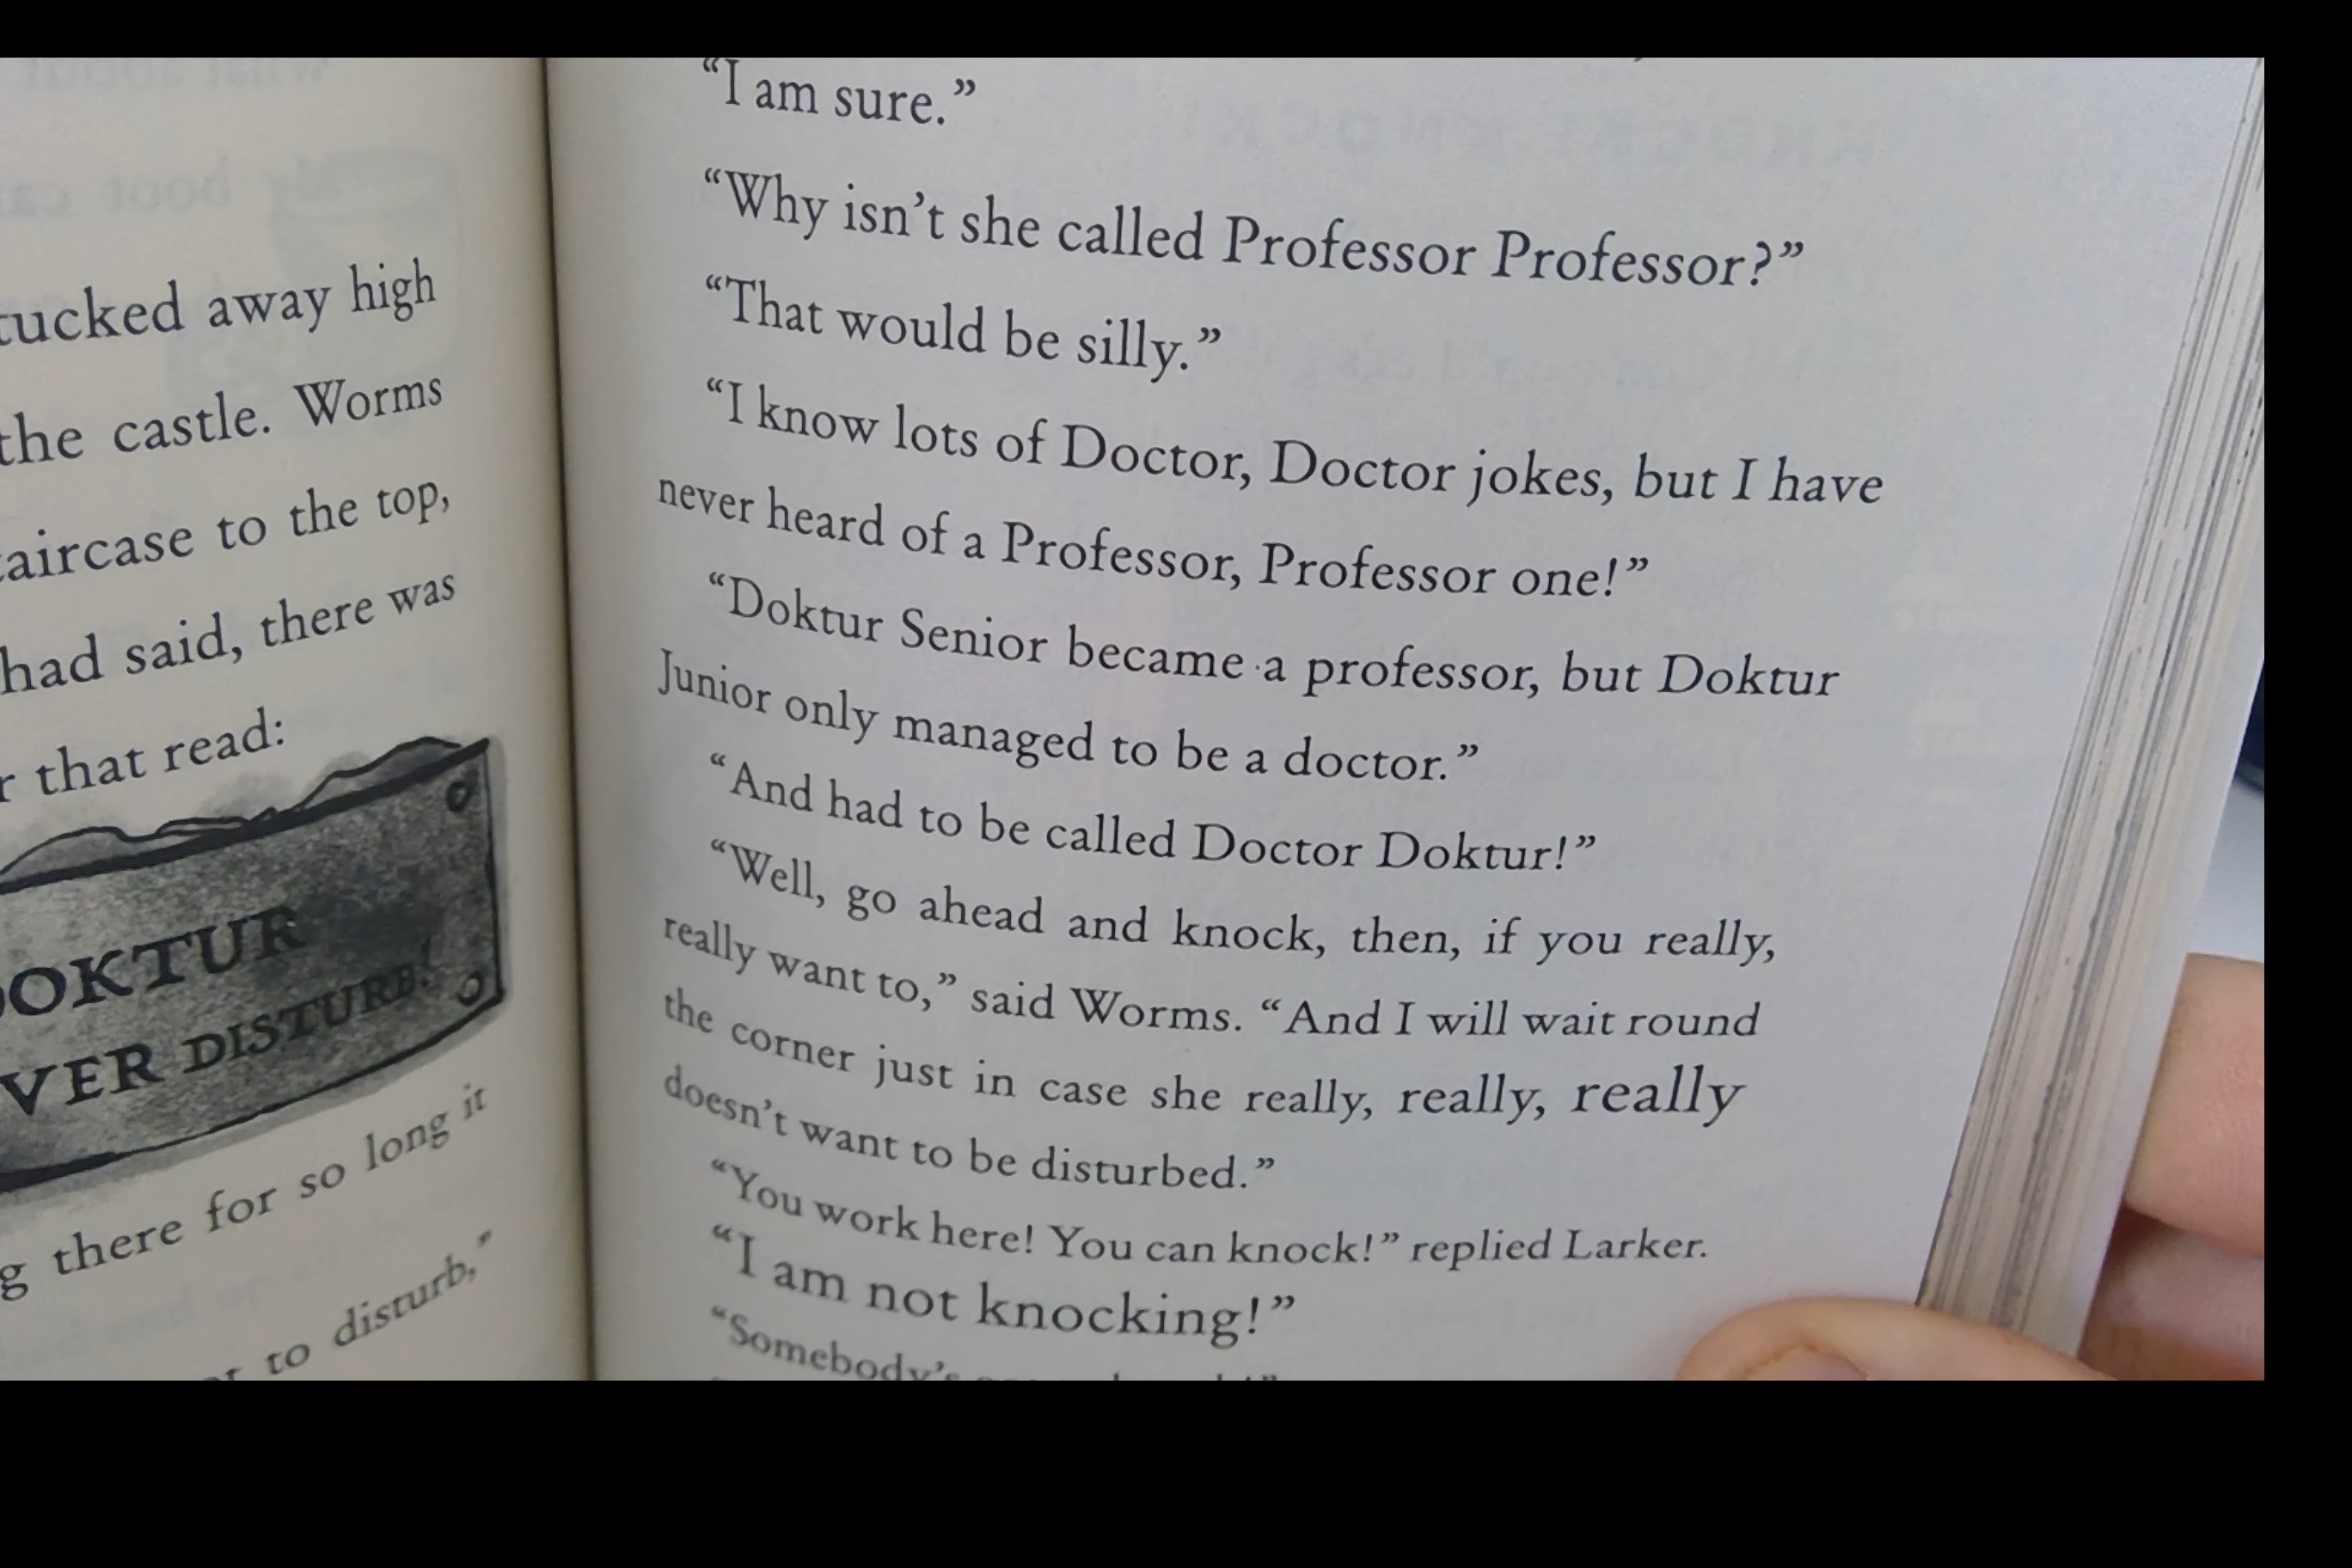 tucked away high
the castle. Worms
aircase to the top,
had said, there was
r that read:
OKTUR
VER DISTURB!
g there for so long it
to disturb,”
“I am sure.”
“Why isn’t she called Professor Professor?”
“That would be silly.”
“I know lots of Doctor, Doctor jokes, but I have
never heard of a Professor, Professor one!”
“Doktur Senior became a professor, but Doktur
Junior only managed to be a doctor.”
“And had to be called Doctor Doktur!”
“Well, go ahead and knock, then, if you really,
really want to,” said Worms. “And I will wait round
the corner just in case she really, really, really
doesn’t want to be disturbed.”
“You work here! You can knock!” replied Larker.
“I am not knocking!”
“Somebody’s